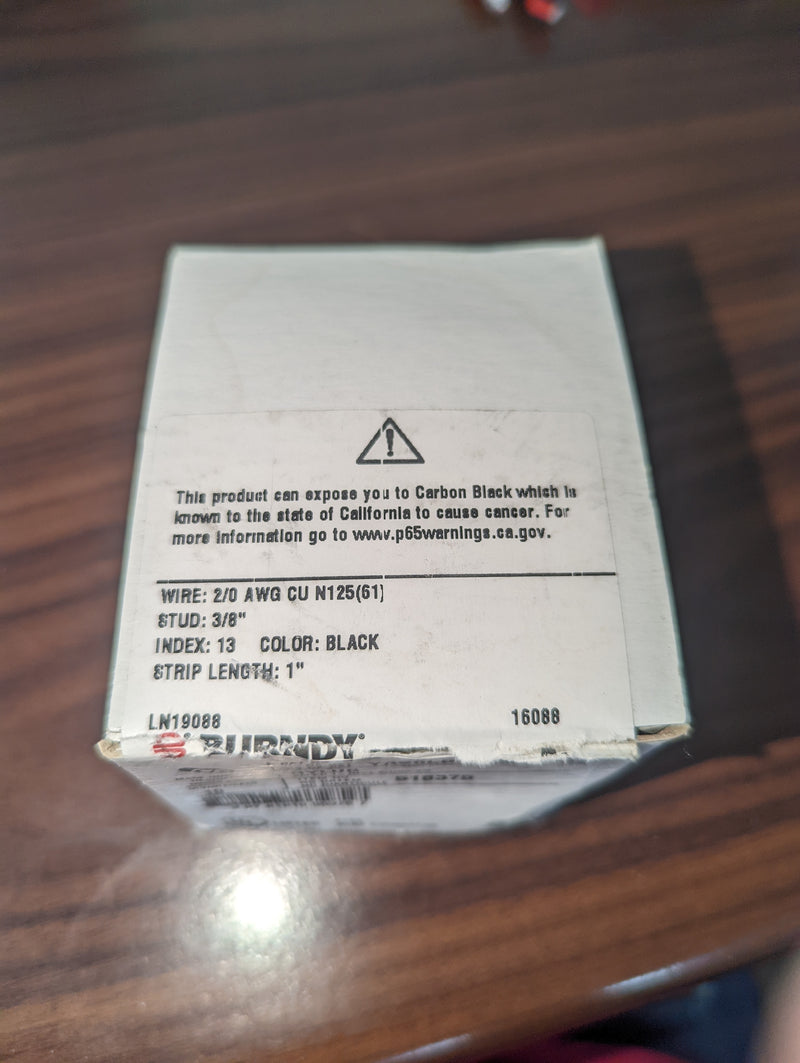 This product can expose you to Carbon Black which is
known to the state of California to cause cancer. For
more information go to www.p65warnings.ca.gov.
WIRE: 2/0 AWG CU N125(61)
STUD: 3/8"
INDEX: 13 COLOR: BLACK
STRIP LENGTH: 1"
LN19088 16088
BURNDY